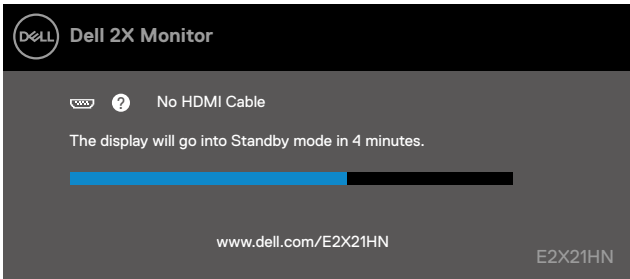 DELL Dell 2X Monitor
? No HDMI Cable
The display will go into Standby mode in 4 minutes.
www.dell.com/E2X21HN
E2X21HN